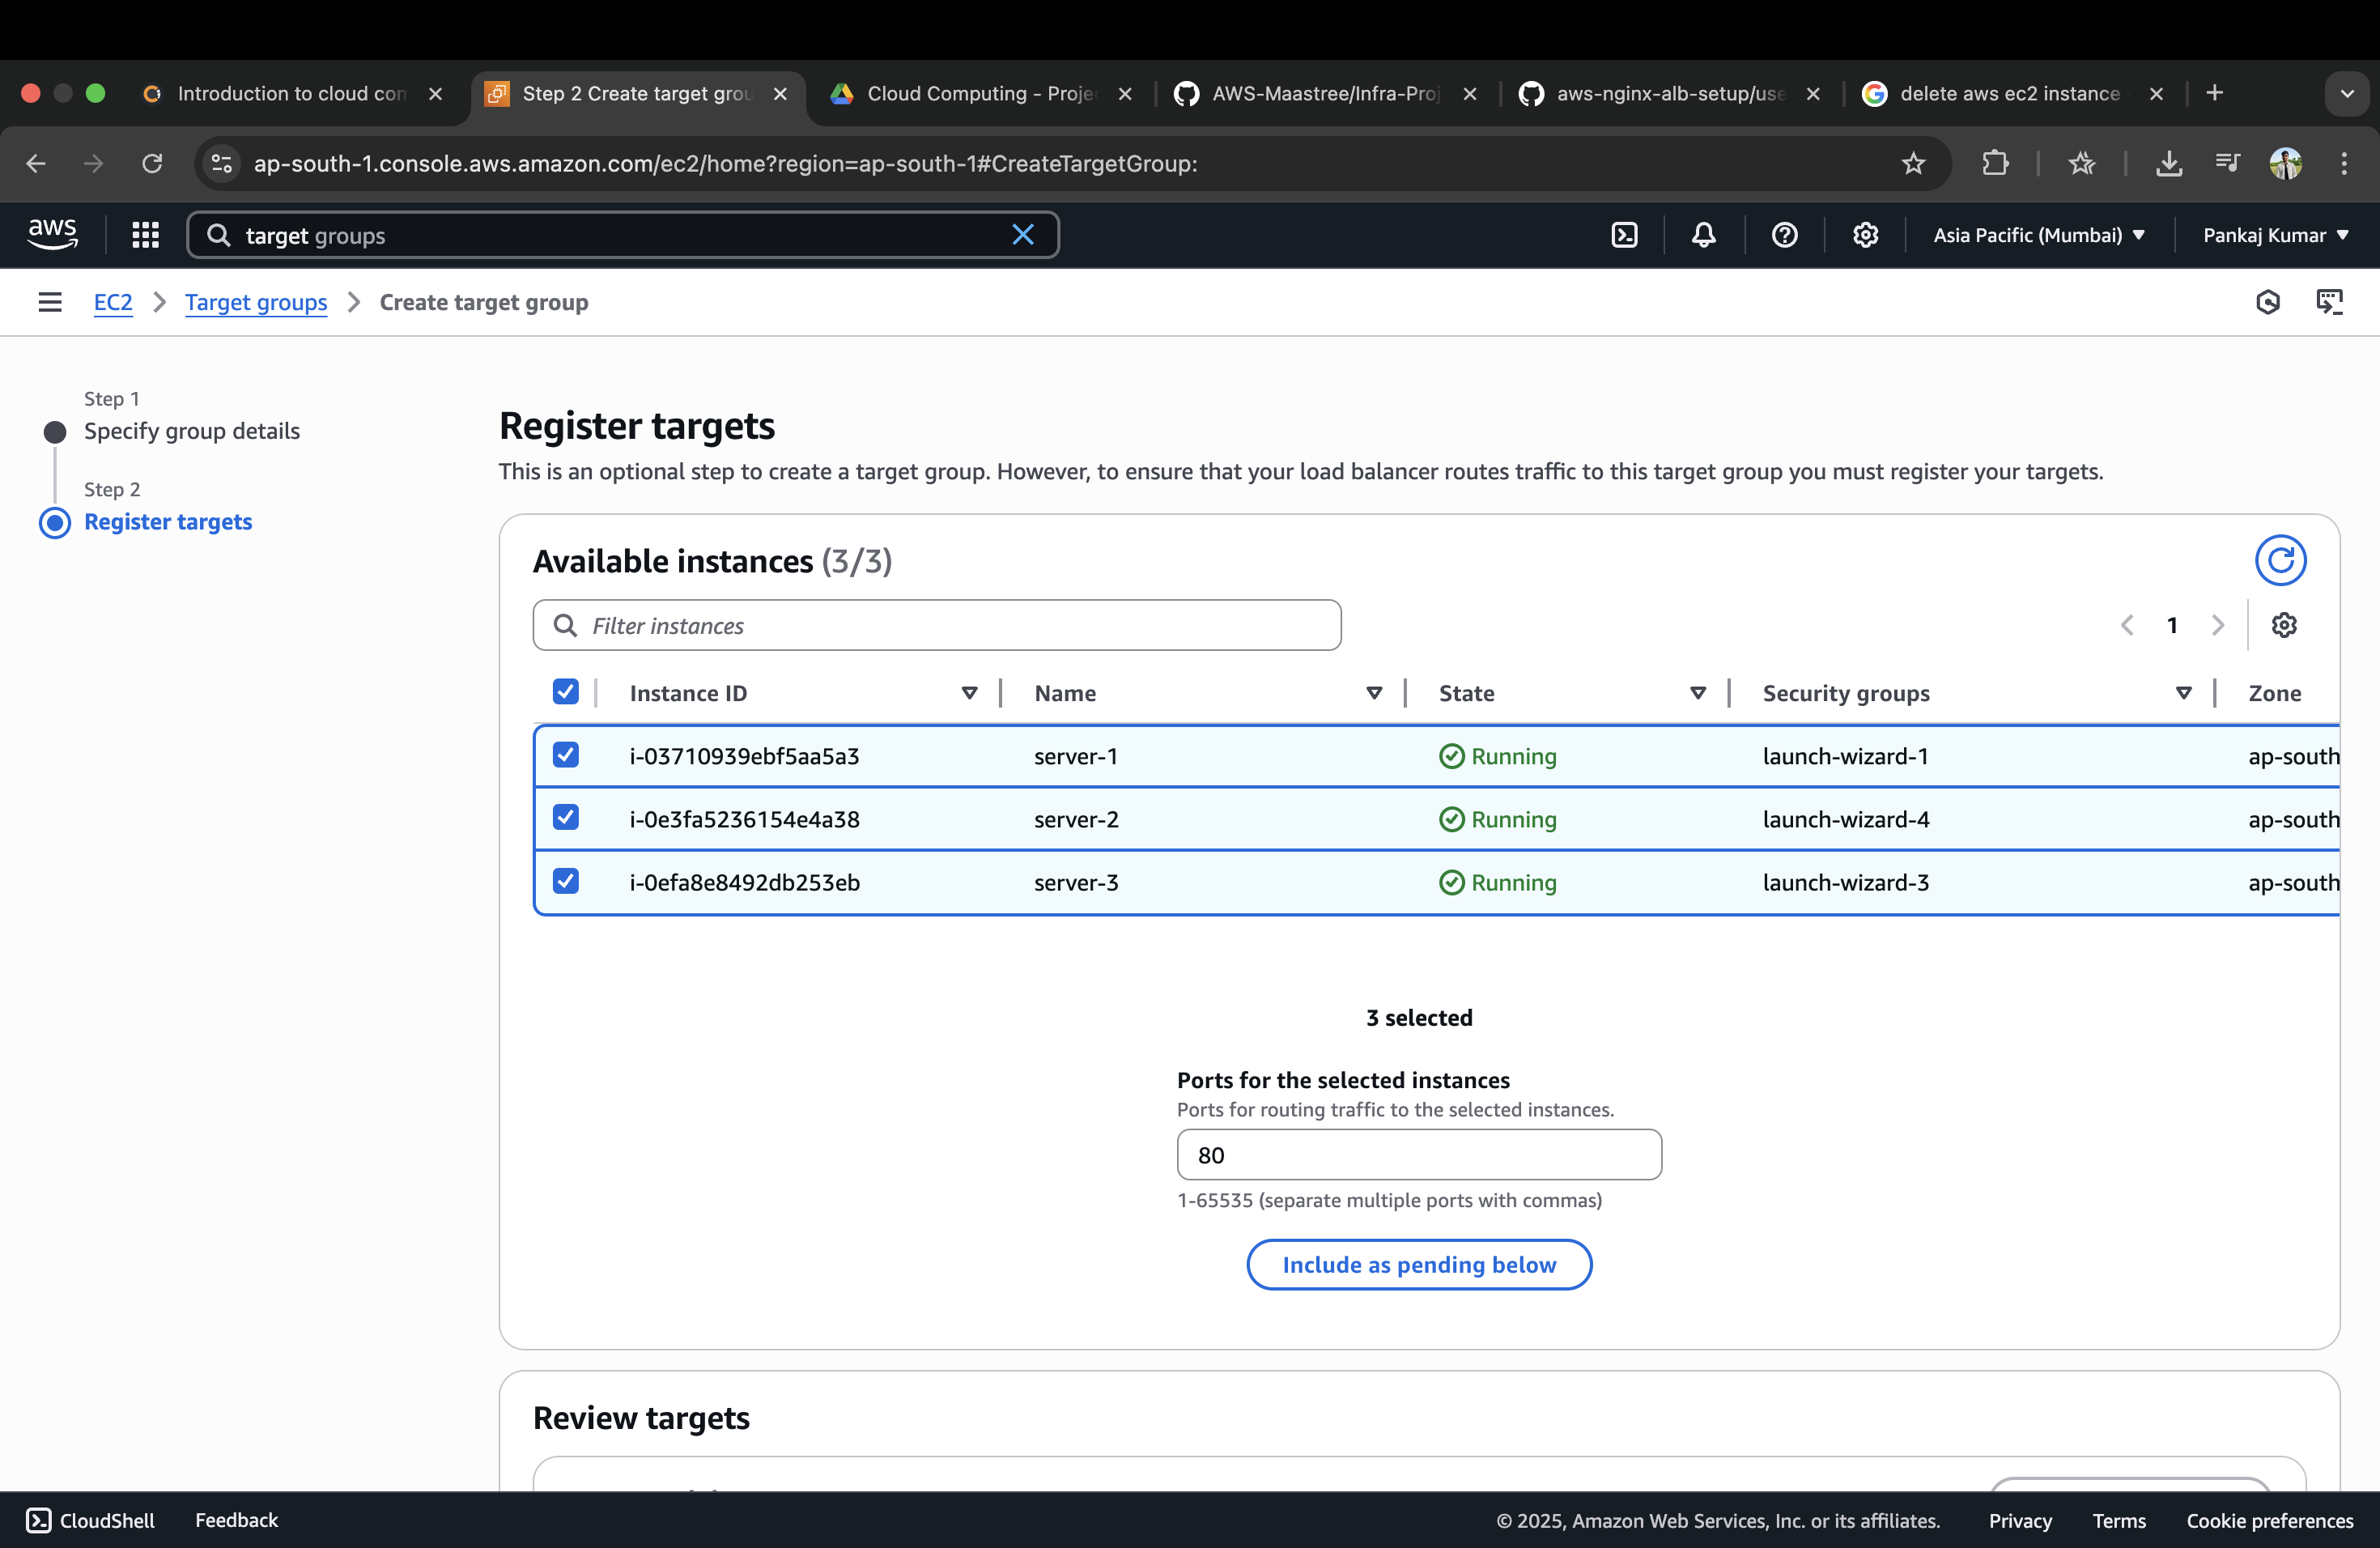 Introduction to cloud con
Step 2 Create target grou
Cloud Computing - Proje
AWS-Maastree/Infra-Proj
aws-nginx-alb-setup/use
delete aws ec2 instance
ap-south-1.console.aws.amazon.com/ec2/home?region=ap-south-1#CreateTargetGroup:
aws
target groups
Asia Pacific (Mumbai)
Pankaj Kumar
EC2 > Target groups > Create target group
Step 1
Specify group details
Step 2
Register targets
Register targets
This is an optional step to create a target group. However, to ensure that your load balancer routes traffic to this target group you must register your targets.
Available instances (3/3)
Filter instances
1
Instance ID Name State Security groups Zone
i-03710939ebf5aa5a3 server-1 Running launch-wizard-1 ap-south
i-0e3fa5236154e4a38 server-2 Running launch-wizard-4 ap-south
i-0efa8e8492db253eb server-3 Running launch-wizard-3 ap-south
3 selected
Ports for the selected instances
Ports for routing traffic to the selected instances.
80
1-65535 (separate multiple ports with commas)
Include as pending below
Review targets
CloudShell Feedback
© 2025, Amazon Web Services, Inc. or its affiliates. Privacy Terms Cookie preferences